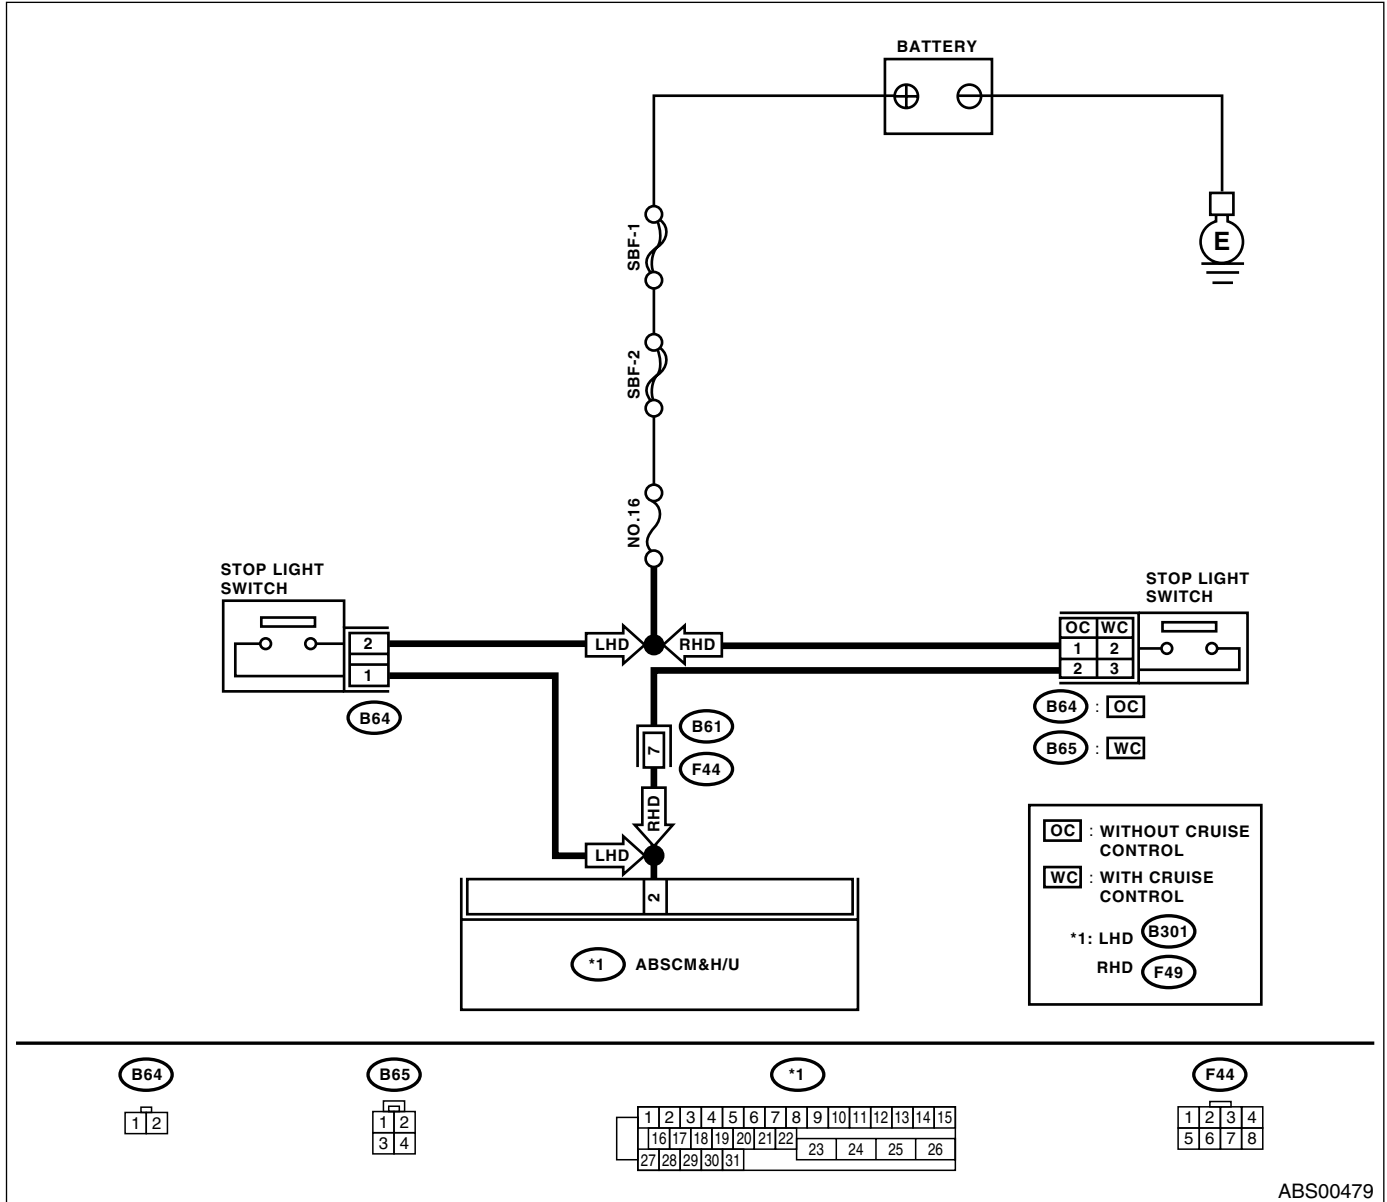 BATTERY
E
SBF-1
SBF-2
NO.16
STOP LIGHT
SWITCH
2
1
B64
LHD
RHD
STOP LIGHT
SWITCH
OC WC
1 2
2 3
B64 : OC
B65 : WC
B61
7
F44
RHD
LHD
2
*1 ABSCM&H/U
OC : WITHOUT CRUISE
CONTROL
WC : WITH CRUISE
CONTROL
*1: LHD B301
RHD F49
B64
1 2
B65
1 2
3 4
*1
1 2 3 4 5 6 7 8 9 10 11 12 13 14 15
16 17 18 19 20 21 22 23 24 25 26
27 28 29 30 31
F44
1 2 3 4
5 6 7 8
ABS00479